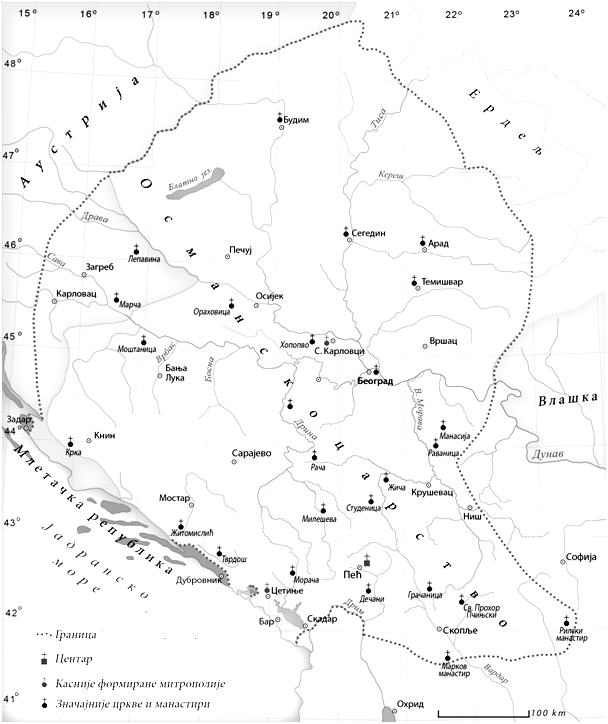 15° 16° 17° 18° 19° 20° 21° 22° 23° 24°
48°
47°
46°
45°
44°
43°
42°
41°
Аустрија
Ердељ
Османско царство
Влашка
Млетачка република
Јадранско
море
Будим
Тиса
Блатно јез.
Кереш
Драва
Сава
Лепавина
Печуј
Сегедин
Арад
Загреб
Карловац
Марча
Ораховица
Осијек
Темишвар
Моштаница
Врбас
Босна
Хопопво
С. Карловци
Вршац
Бања
Лука
Београд
В. Морава
Задар
Книн
Крка
Дрина
Манасија
Раваница
Дунав
Сарајево
Рача
Жича
Крушевац
Мостар
Милешева
Студеница
Ниш
Житомислић
Тврдош
Софија
Дубровник
Морача
Пећ
Цетиње
Дечани
Грачаница
Св. Прохор
Пчињски
Бар
Скадар
Дрим
Скопље
Рилски
манастир
Марков
манастир
Вардар
Охрид
Граница
Центар
Касније формиране митрополије
Значајније цркве и манастири
100 km